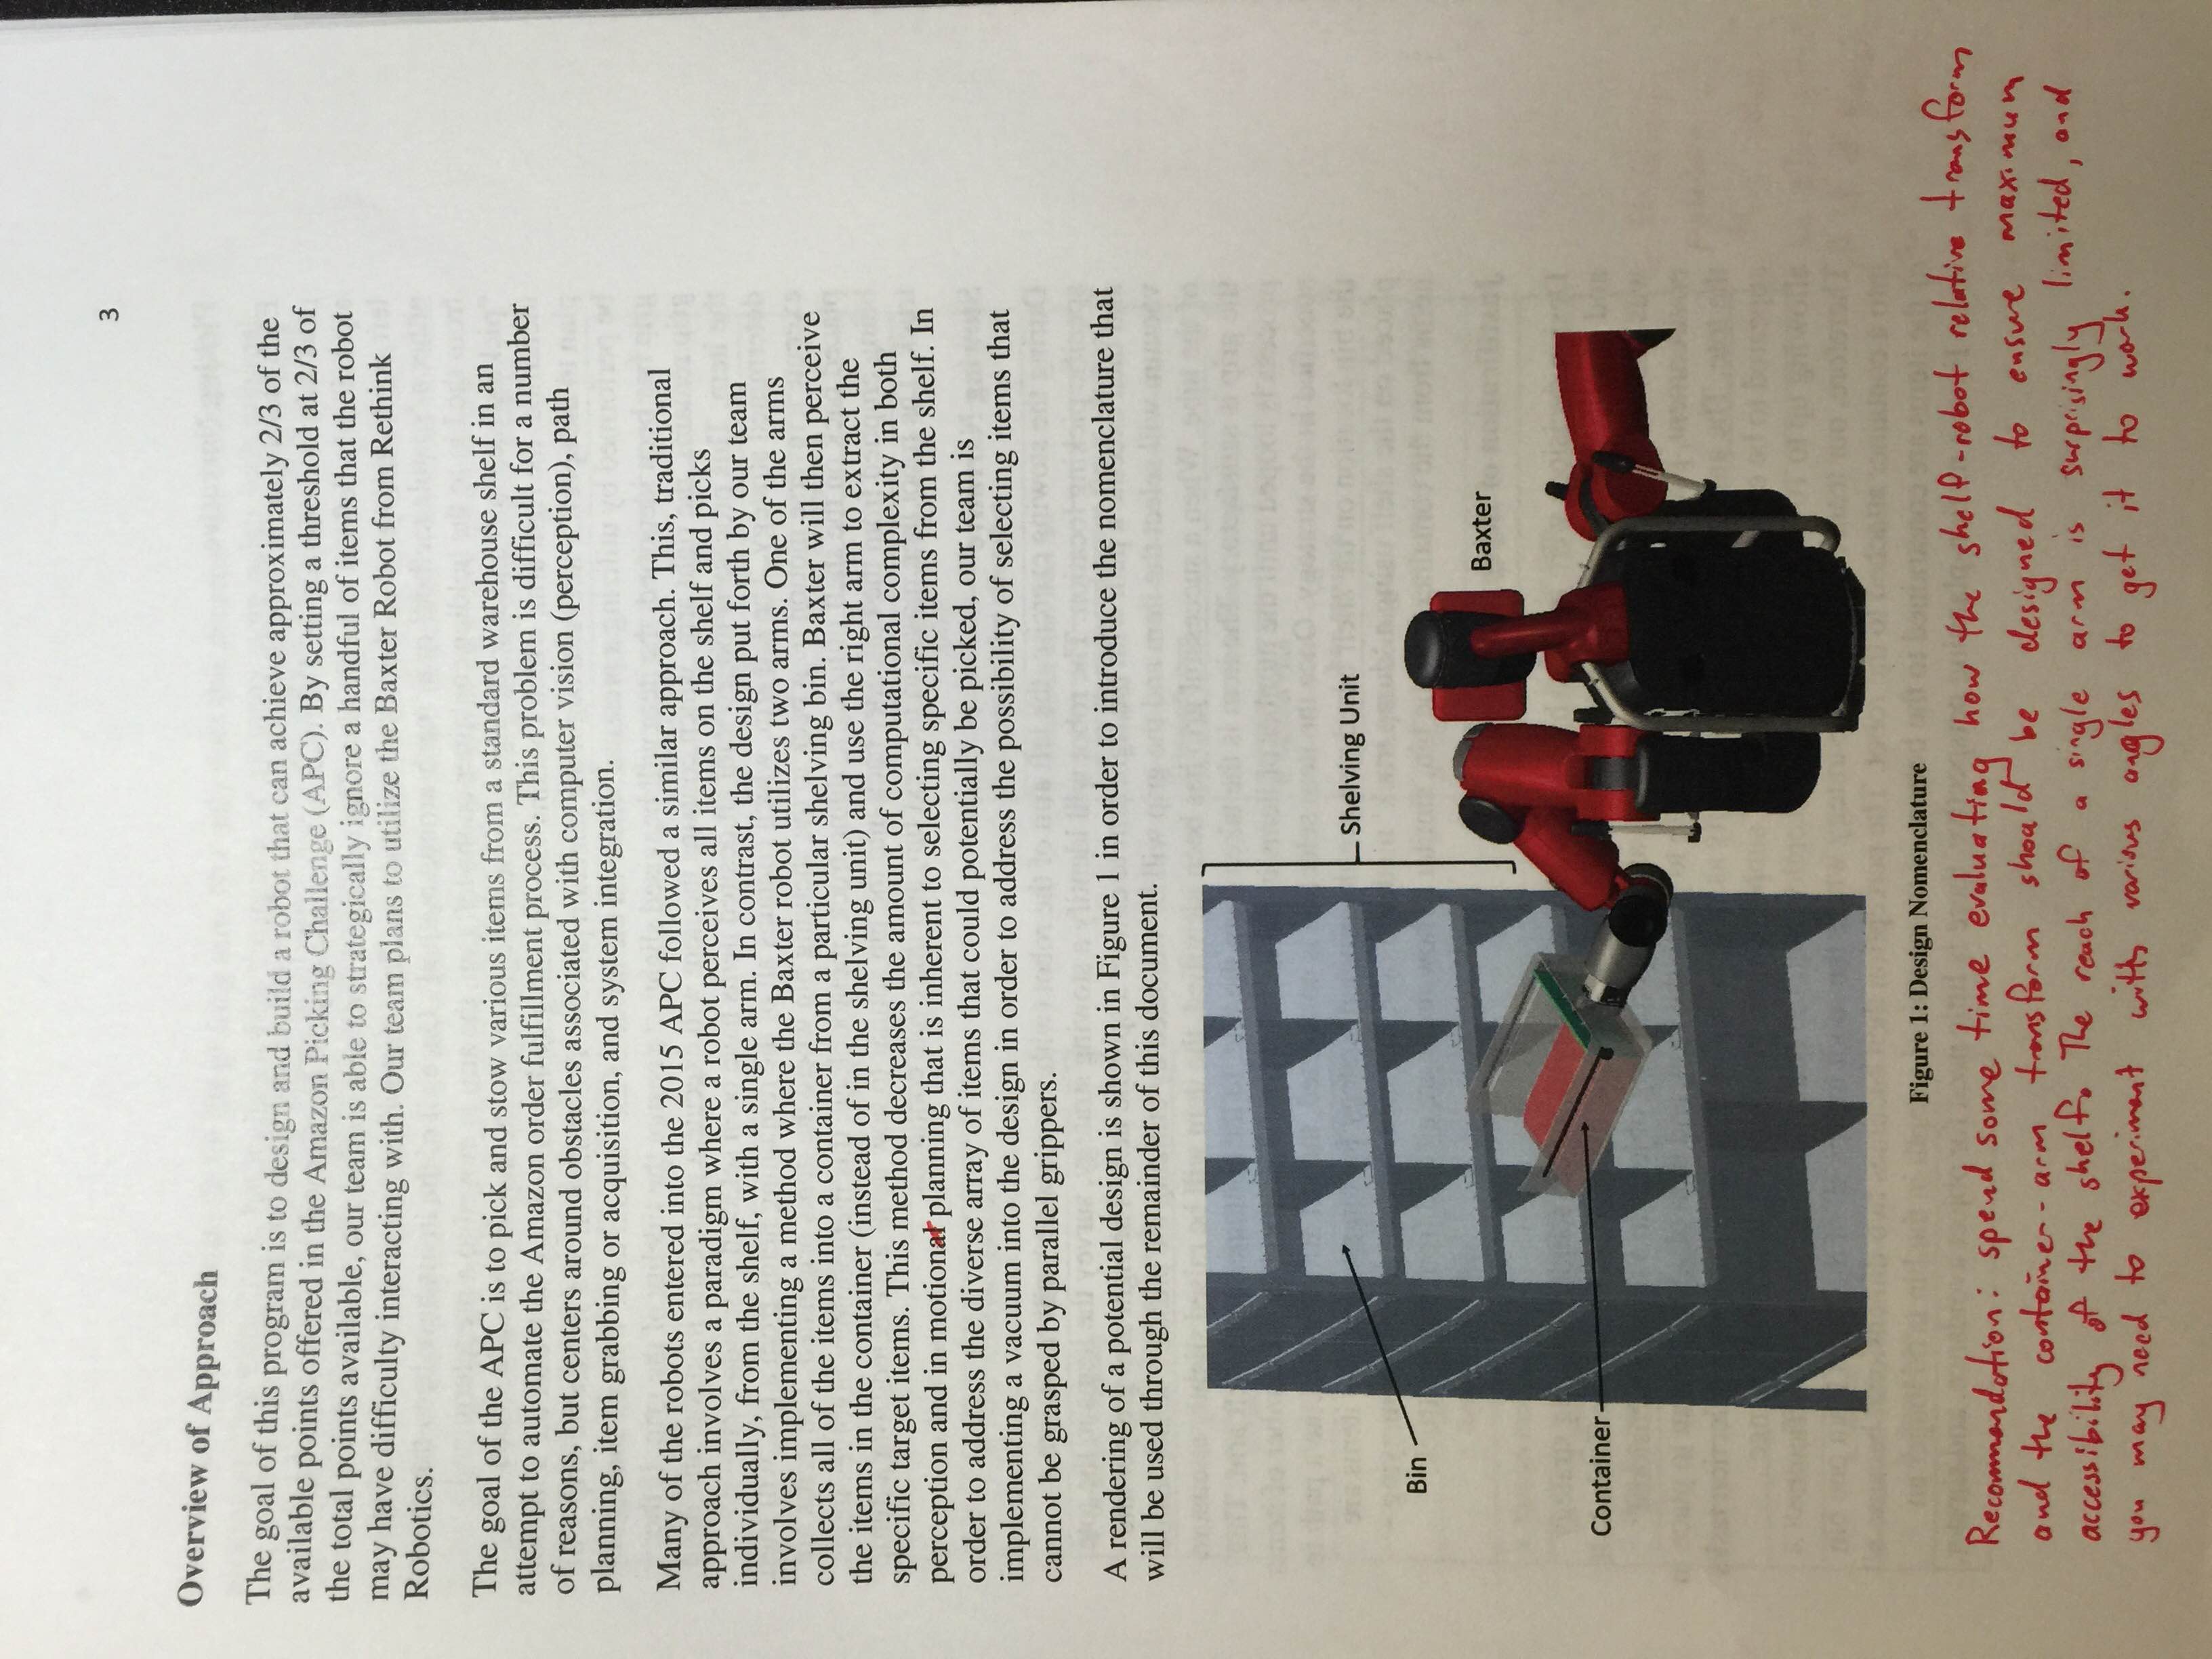 3
Overview of Approach
The goal of this program is to design and build a robot that can achieve approximately 2/3 of the
available points offered in the Amazon Picking Challenge (APC). By setting a threshold at 2/3 of
the total points available, our team is able to strategically ignore a handful of items that the robot
may have difficulty interacting with. Our team plans to utilize the Baxter Robot from Rethink
Robotics.
The goal of the APC is to pick and stow various items from a standard warehouse shelf in an
attempt to automate the Amazon order fulfillment process. This problem is difficult for a number
of reasons, but centers around obstacles associated with computer vision (perception), path
planning, item grabbing or acquisition, and system integration.
Many of the robots entered into the 2015 APC followed a similar approach. This, traditional
approach involves a paradigm where a robot perceives all items on the shelf and picks
individually, from the shelf, with a single arm. In contrast, the design put forth by our team
involves implementing a method where the Baxter robot utilizes two arms. One of the arms
collects all of the items into a container from a particular shelving bin. Baxter will then perceive
the items in the container (instead of in the shelving unit) and use the right arm to extract the
specific target items. This method decreases the amount of computational complexity in both
perception and in motional planning that is inherent to selecting specific items from the shelf. In
order to address the diverse array of items that could potentially be picked, our team is
implementing a vacuum into the design in order to address the possibility of selecting items that
cannot be grasped by parallel grippers.
A rendering of a potential design is shown in Figure 1 in order to introduce the nomenclature that
will be used through the remainder of this document.
Shelving Unit
Bin
Baxter
Container
Figure 1: Design Nomenclature
Recommendation: spend some time evaluating how the shelf-robot relative transform
and the container-arm transform should be designed to ensure maximum
accessibility of the shelf. The reach of a single arm is surprisingly limited, and
you may need to experiment with various angles to get it to work.